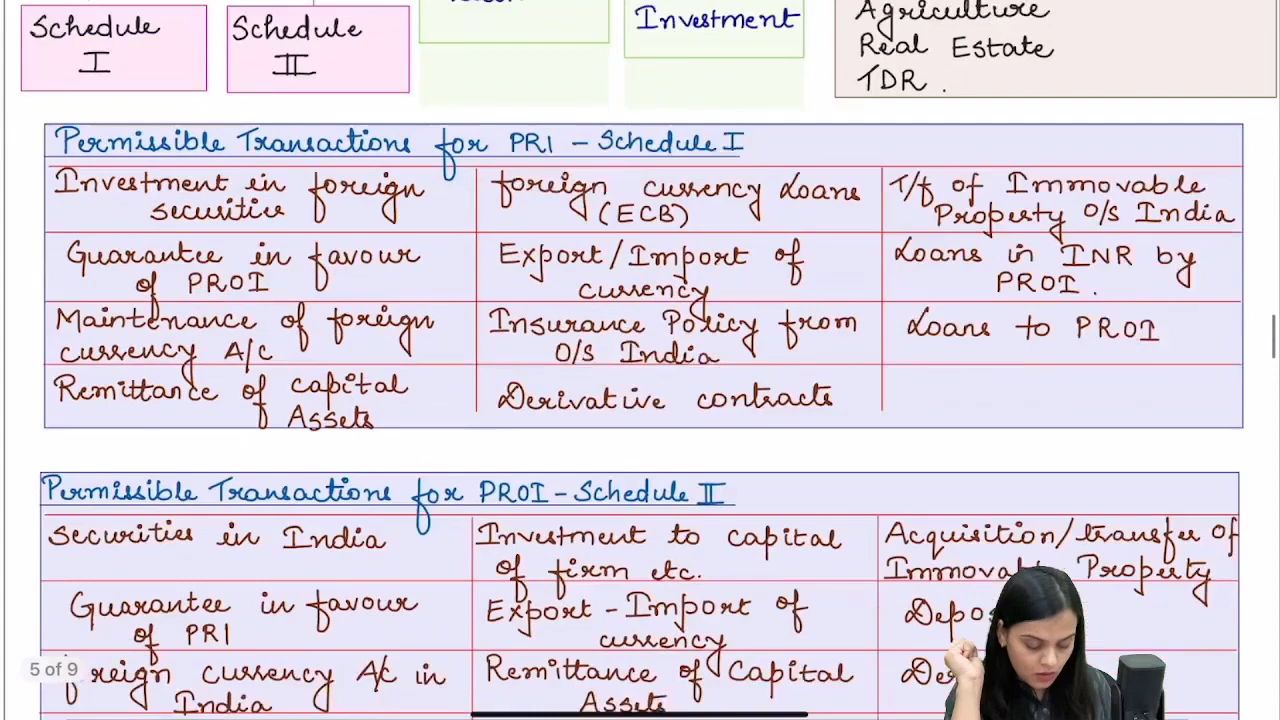 Schedule
I
Schedule
II
Investment
Agriculture
Real Estate
TDR .
Permissible Transactions for PRI – Schedule I
Investment in foreign
securities
foreign currency Loans
(ECB)
T/f of Immovable
Property O/S India
Guarantee in favour
of PROI
Export/Import of
currency
Loans in INR by
PROI .
Maintenance of foreign
currency A/c
Insurance Policy from
O/S India
Loans to PROI
Remittance of capital
Assets
Derivative contracts
Permissible Transactions for PROI – Schedule II
Securities in India
Investment to capital
of firm etc.
Acquisition/transfer of
Property
Guarantee in favour
of PRI
Export - Import of
currency
foreign currency A/c in
India
Remittance of Capital
Assets
5 of 9